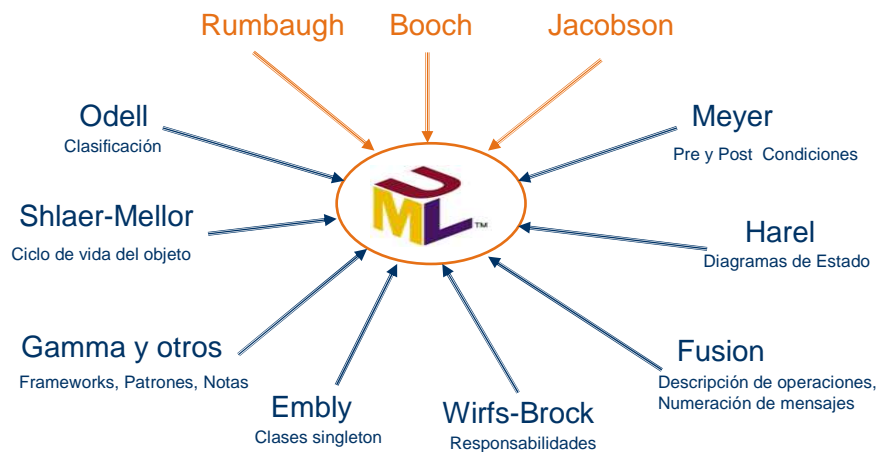 Rumbaugh
Booch
Jacobson
Odell
Clasificación
Meyer
Pre y Post Condiciones
UML™
Shlaer-Mellor
Ciclo de vida del objeto
Harel
Diagramas de Estado
Gamma y otros
Frameworks, Patrones, Notas
Fusion
Descripción de operaciones,
Numeración de mensajes
Embly
Clases singleton
Wirfs-Brock
Responsabilidades